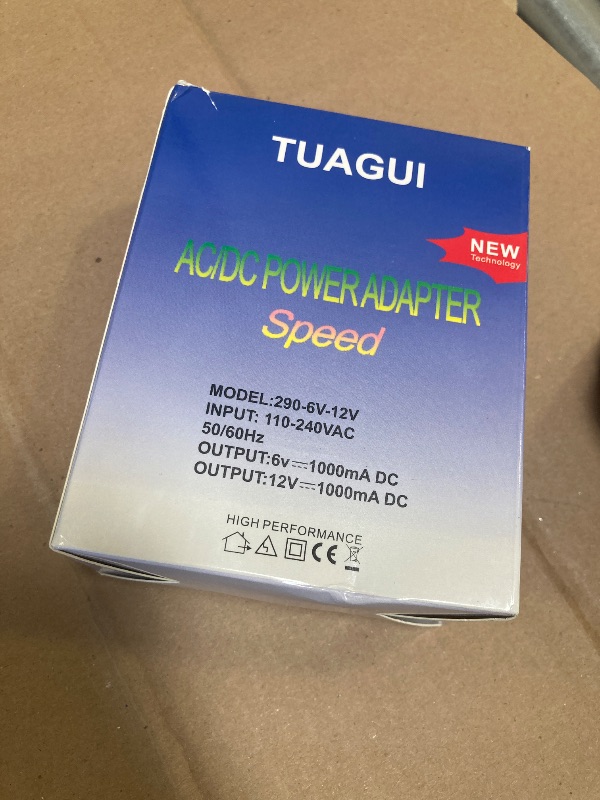 TUAGUI
NEW
Technology
AC/DC POWER ADAPTER
Speed
MODEL:290-6V-12V
INPUT: 110-240VAC
50/60Hz
OUTPUT:6v⎓1000mA DC
OUTPUT:12V⎓1000mA DC
HIGH PERFORMANCE
CE